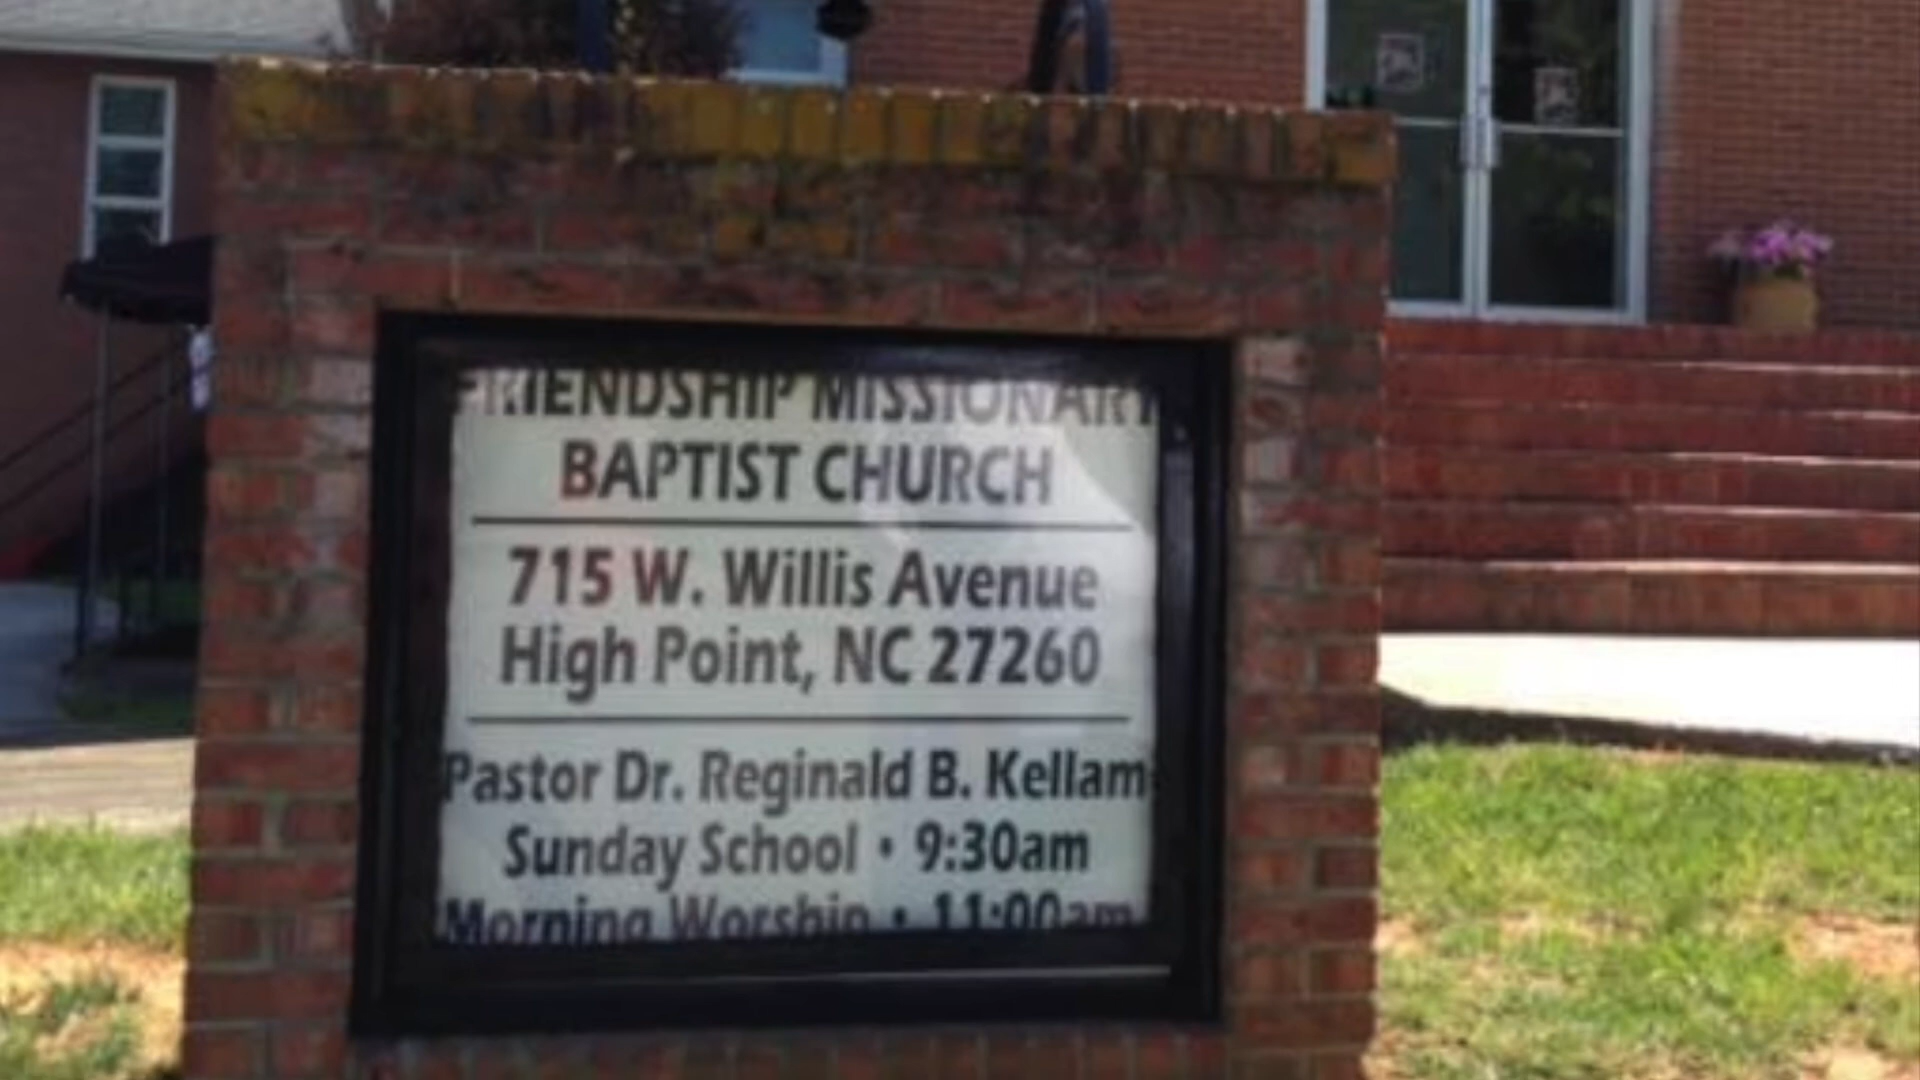 FRIENDSHIP MISSIONARY
BAPTIST CHURCH
715 W. Willis Avenue
High Point, NC 27260
Pastor Dr. Reginald B. Kellam
Sunday School • 9:30am
Morning Worship • 11:00am